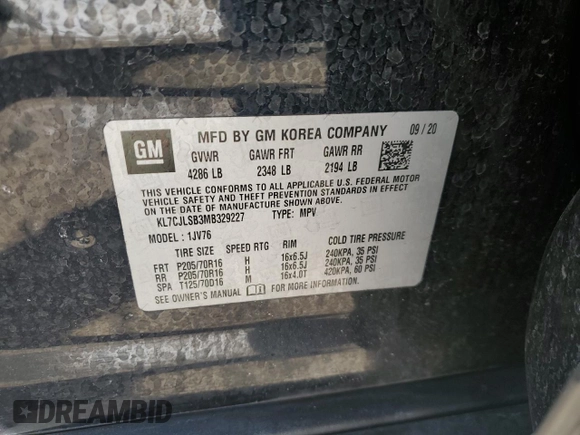 GM
MFD BY GM KOREA COMPANY 09/20
GVWR GAWR FRT GAWR RR
4286 LB 2348 LB 2194 LB
THIS VEHICLE CONFORMS TO ALL APPLICABLE U.S. FEDERAL MOTOR
VEHICLE SAFETY AND THEFT PREVENTION STANDARDS IN EFFECT
ON THE DATE OF MANUFACTURE SHOWN ABOVE.
KL7CJLSB3MB329227 TYPE: MPV
MODEL : 1JV76
TIRE SIZE SPEED RTG RIM COLD TIRE PRESSURE
FRT P205/70R16 H 16x6.5J 240KPA, 35 PSI
RR P205/70R16 H 16x6.5J 240KPA, 35 PSI
SPA T125/70D16 M 16x4.0T 420KPA, 60 PSI
SEE OWNER'S MANUAL FOR MORE INFORMATION.
DREAMBID